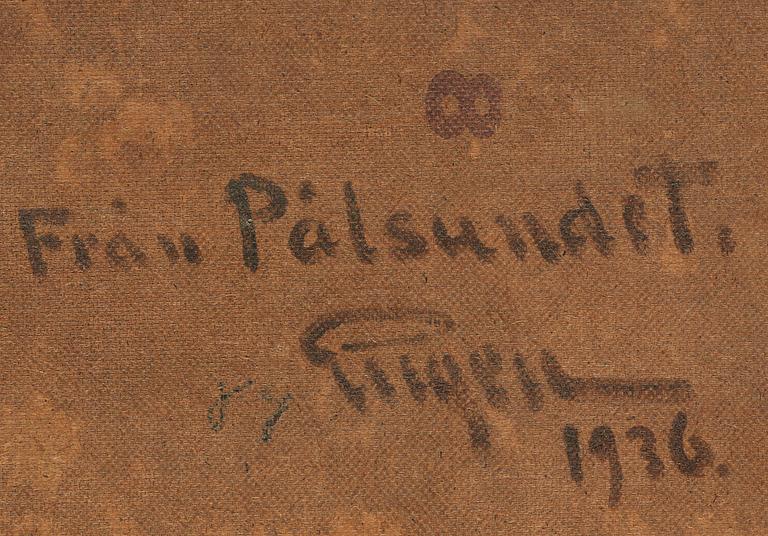 8
Från Pålsundet.
Eugen
1936.